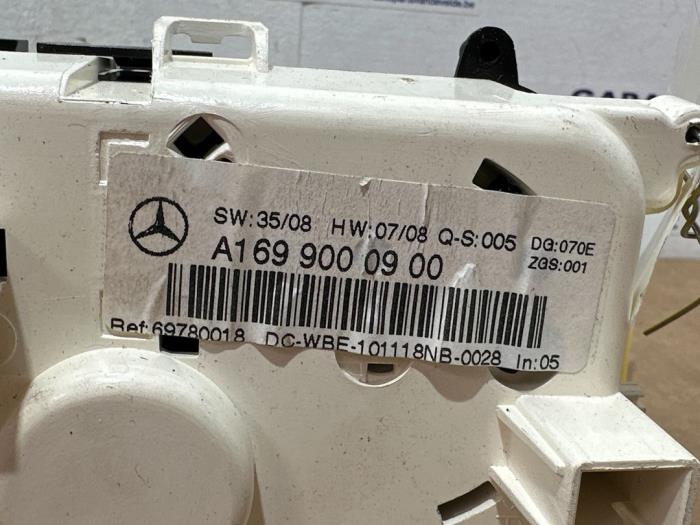 SW:35/08 HW:07/08 Q-S:005 DG:070E
A169 900 09 00 ZGS:001
Ref:69780018 DC-WBE-101118NB-0028 In:05